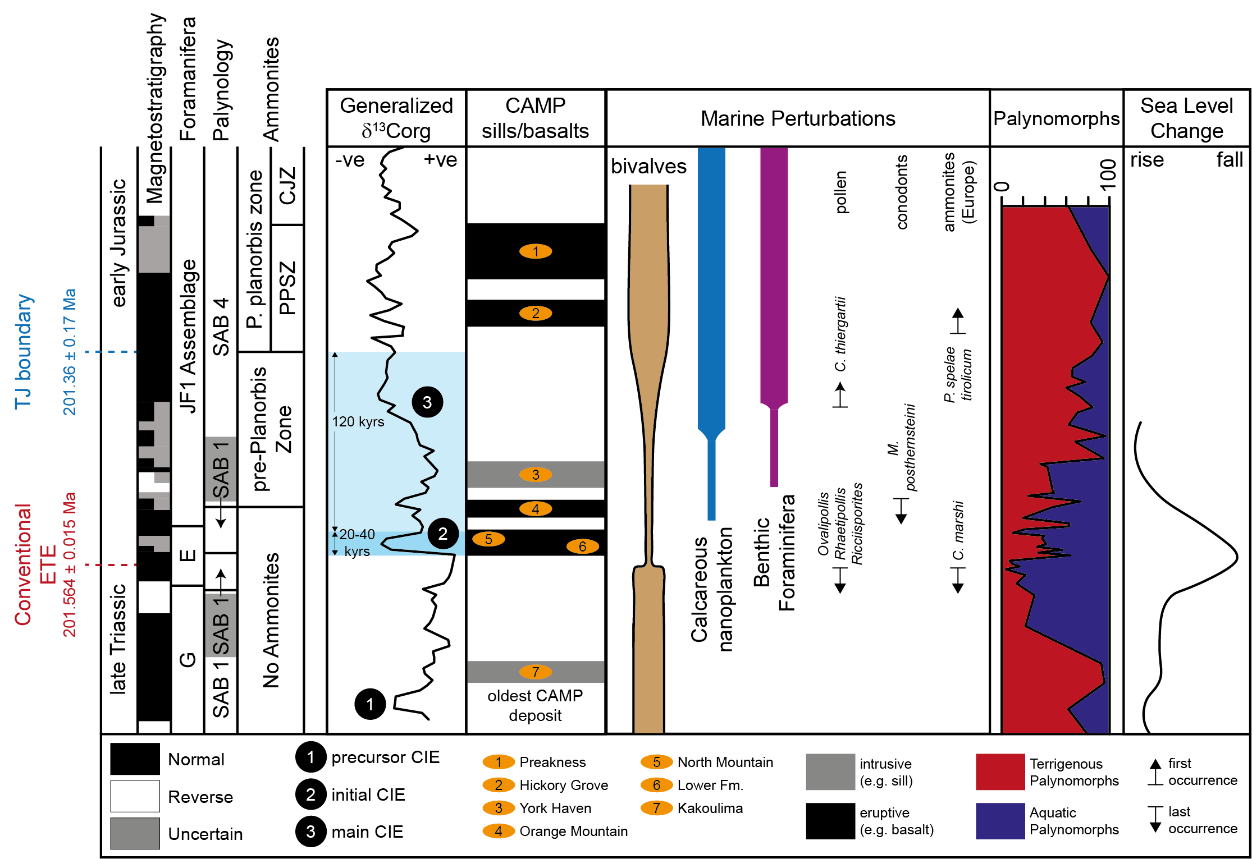 Magnetostratigraphy
Foramanifera
Palynology
Ammonites
Generalized
δ¹³Corg
CAMP
sills/basalts
Marine Perturbations
Palynomorphs
Sea Level
Change
-ve
+ve
bivalves
pollen
conodonts
ammonites
(Europe)
0
100
rise
fall
early Jurassic
late Triassic
TJ boundary
201.36 ± 0.17 Ma
Conventional
ETE
201.564 ± 0.015 Ma
JF1 Assemblage
E
G
SAB 4
SAB 1
SAB 1
SAB 1
P. planorbis zone
CJZ
PPSZ
pre-Planorbis
Zone
No Ammonites
120 kyrs
20-40
kyrs
3
2
1
1
2
3
4
5
6
7
oldest CAMP
deposit
Calcareous
nanoplankton
Benthic
Foraminifera
C. thiergartii
Ovalipollis
Rhaetipollis
Riccisporites
M.
posthernsteini
P. spelae
tirolicum
C. marshi
Normal
Reverse
Uncertain
1 precursor CIE
2 initial CIE
3 main CIE
1 Preakness
2 Hickory Grove
3 York Haven
4 Orange Mountain
5 North Mountain
6 Lower Fm.
7 Kakoulima
intrusive
(e.g. sill)
eruptive
(e.g. basalt)
Terrigenous
Palynomorphs
Aquatic
Palynomorphs
first
occurrence
last
occurrence